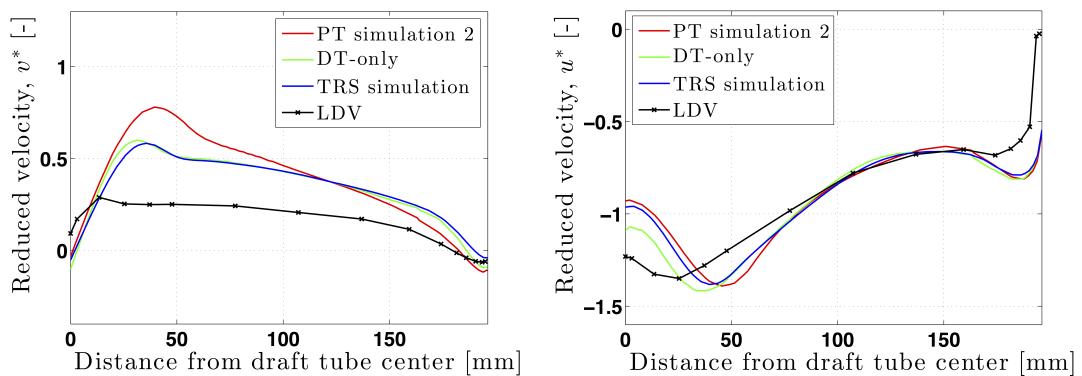 Reduced velocity, v* [-]
1
0.5
0
0
50
100
150
Distance from draft tube center [mm]
PT simulation 2
DT-only
TRS simulation
LDV
Reduced velocity, u* [-]
0
−0.5
−1
−1.5
0
50
100
150
Distance from draft tube center [mm]
PT simulation 2
DT-only
TRS simulation
LDV